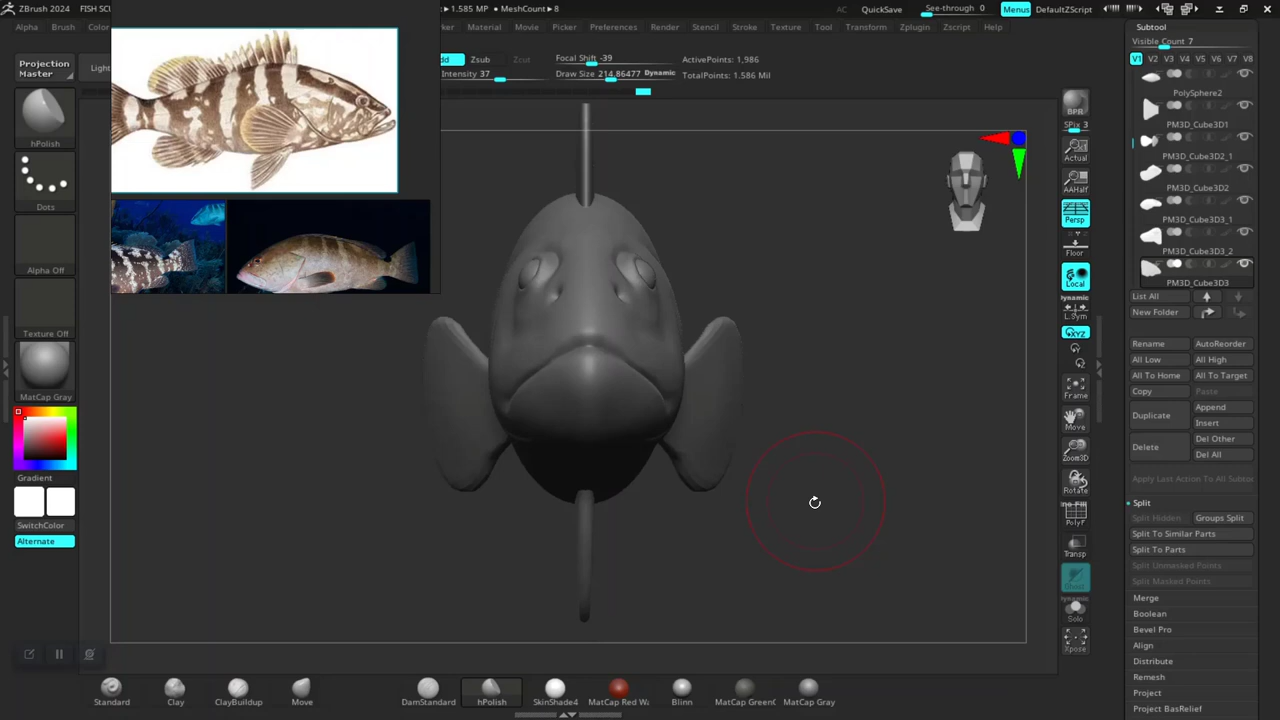 ZBrush 2024 FISH SC
1.585 MP • MeshCount▸8
AC
QuickSave
See-through 0
Menus
DefaultZScript
Alpha
Brush
Material
Movie
Picker
Preferences
Render
Stencil
Stroke
Texture
Tool
Transform
Zplugin
Zscript
Help
Projection
Master
Light
Zsub
Zcut
Focal Shift -39
ActivePoints: 1,986
Intensity 37
Draw Size 214.86477
Dynamic
TotalPoints: 1.586 Mil
hPolish
Dots
Alpha Off
Texture Off
MatCap Gray
Gradient
SwitchColor
Alternate
BPR
SPix 3
Actual
AAHalf
Persp
Floor
Local
Dynamic
L.Sym
XYZ
Y
Z
Frame
Move
Zoom3D
Rotate
PolyF
Transp
Ghost
Dynamic
Solo
Xpose
Subtool
Visible Count 7
V1 V2 V3 V4 V5 V6 V7 V8
PolySphere2
PM3D_Cube3D1
PM3D_Cube3D2_1
PM3D_Cube3D2
PM3D_Cube3D3_1
PM3D_Cube3D3_2
PM3D_Cube3D3
List All
New Folder
Rename
AutoReorder
All Low
All High
All To Home
All To Target
Copy
Paste
Duplicate
Append
Insert
Delete
Del Other
Del All
Apply Last Action To All Subtoo
Split
Split Hidden
Groups Split
Split To Similar Parts
Split To Parts
Split Unmasked Points
Split Masked Points
Merge
Boolean
Bevel Pro
Align
Distribute
Remesh
Project
Project BasRelief
Standard
Clay
ClayBuildup
Move
DamStandard
hPolish
SkinShade4
MatCap Red Wa
Blinn
MatCap GreenC
MatCap Gray